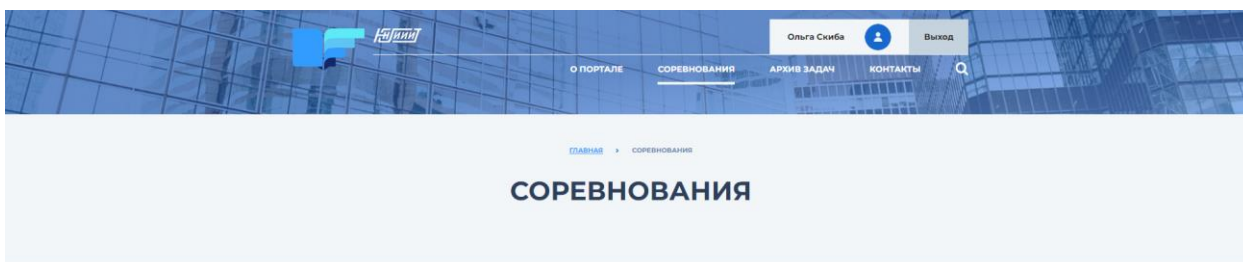 Ольга Скиба Выход
О ПОРТАЛЕ СОРЕВНОВАНИЯ АРХИВ ЗАДАЧ КОНТАКТЫ
ГЛАВНАЯ > СОРЕВНОВАНИЯ
СОРЕВНОВАНИЯ